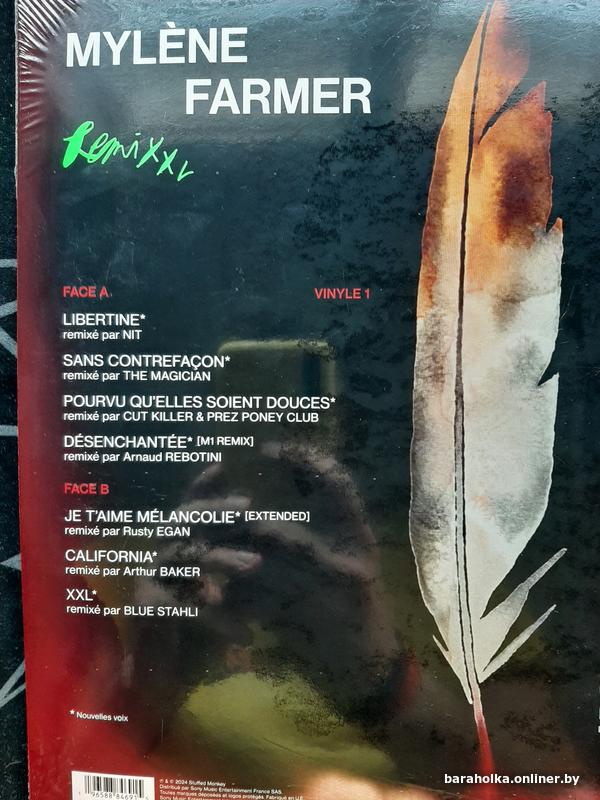 MYLÈNE
FARMER
Remixxl
FACE A
VINYLE 1
LIBERTINE*
remixé par NIT
SANS CONTREFAÇON*
remixé par THE MAGICIAN
POURVU QU'ELLES SOIENT DOUCES*
remixé par CUT KILLER & PREZ PONEY CLUB
DÉSENCHANTÉE* [M1 REMIX]
remixé par Arnaud REBOTINI
FACE B
JE T'AIME MÉLANCOLIE* [EXTENDED]
remixé par Rusty EGAN
CALIFORNIA*
remixé par Arthur BAKER
XXL*
remixé par BLUE STAHLI
* Nouvelles voix
℗ & © 2024 Stuffed Monkey
Distribué par Sony Music Entertainment France SAS.
Toutes marques déposées et logos protégés. Fabriqué en U.E.
Sony Music Entertainment
baraholka.onliner.by